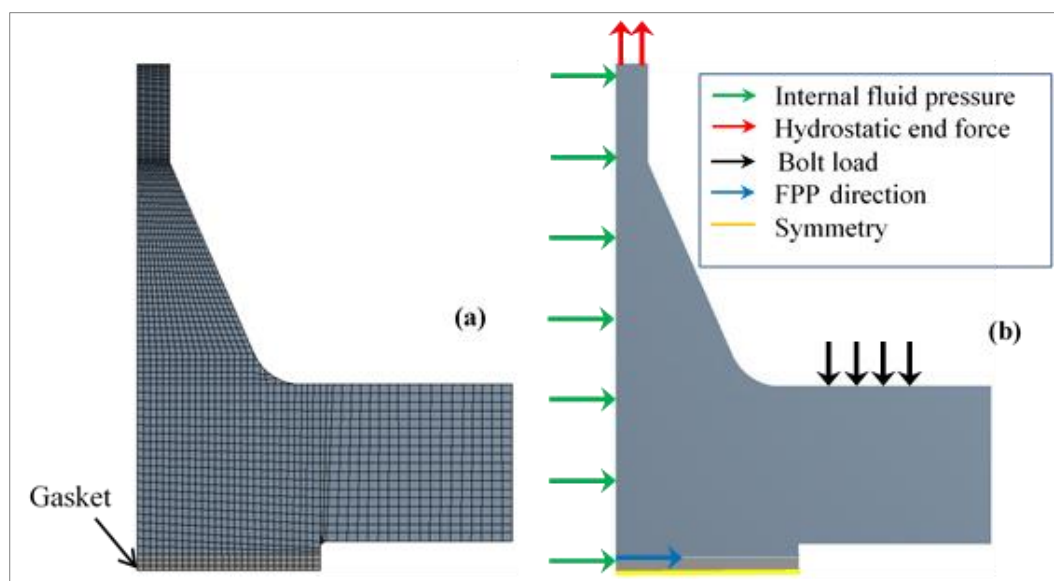 Internal fluid pressure
Hydrostatic end force
Bolt load
FPP direction
Symmetry
(a)
(b)
Gasket